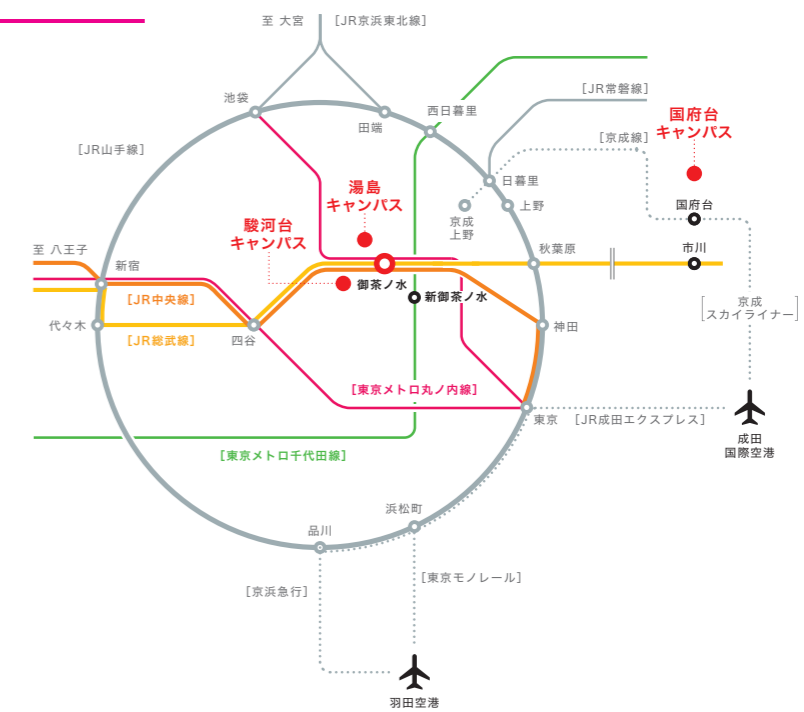 至 大宮
[JR京浜東北線]
池袋
田端
西日暮里
[JR常磐線]
国府台
キャンパス
[京成線]
[JR山手線]
湯島
キャンパス
日暮里
上野
京成
上野
国府台
駿河台
キャンパス
至 八王子
新宿
秋葉原
市川
御茶ノ水
新御茶ノ水
[JR中央線]
京成
スカイライナー
代々木
[JR総武線]
四谷
神田
[東京メトロ丸ノ内線]
東京
[JR成田エクスプレス]
成田
国際空港
[東京メトロ千代田線]
浜松町
品川
[京浜急行]
[東京モノレール]
羽田空港